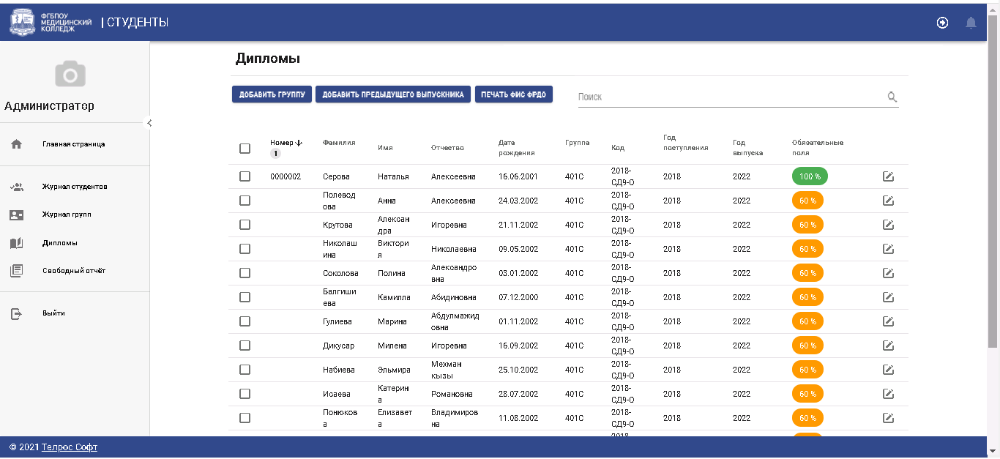 ФГБПОУ
МЕДИЦИНСКИЙ
КОЛЛЕДЖ
| СТУДЕНТЫ
Администратор
Главная страница
Журнал студентов
Журнал групп
Дипломы
Свободный отчёт
Выйти
Дипломы
ДОБАВИТЬ ГРУППУ ДОБАВИТЬ ПРЕДЫДУЩЕГО ВЫПУСКНИКА ПЕЧАТЬ ФИС ФРДО Поиск
Номер Фамилия Имя Отчество Дата рождения Группа Код Год поступления Год выпуска Обязательные поля
1
0000002 Серова Наталья Алексеевна 16.06.2001 401С 2018-СД9-О 2018 2022 100 %
Полеводова Анна Алексеевна 24.03.2002 401С 2018-СД9-О 2018 2022 60 %
Крутова Александра Игоревна 21.11.2002 401С 2018-СД9-О 2018 2022 60 %
Николашина Виктория Николаевна 09.05.2002 401С 2018-СД9-О 2018 2022 60 %
Соколова Полина Александровна 03.01.2002 401С 2018-СД9-О 2018 2022 60 %
Балгишиева Камилла Абидиновна 07.12.2000 401С 2018-СД9-О 2018 2022 60 %
Гулиева Марина Абдулмажидовна 01.11.2002 401С 2018-СД9-О 2018 2022 60 %
Дикусар Милена Игоревна 16.09.2002 401С 2018-СД9-О 2018 2022 60 %
Набиева Эльмира Мехман кызы 25.10.2002 401С 2018-СД9-О 2018 2022 60 %
Исаева Катерина Романовна 28.07.2002 401С 2018-СД9-О 2018 2022 60 %
Понюкова Елизавета Владимировна 11.08.2002 401С 2018-СД9-О 2018 2022 60 %
© 2021 Телрос Софт